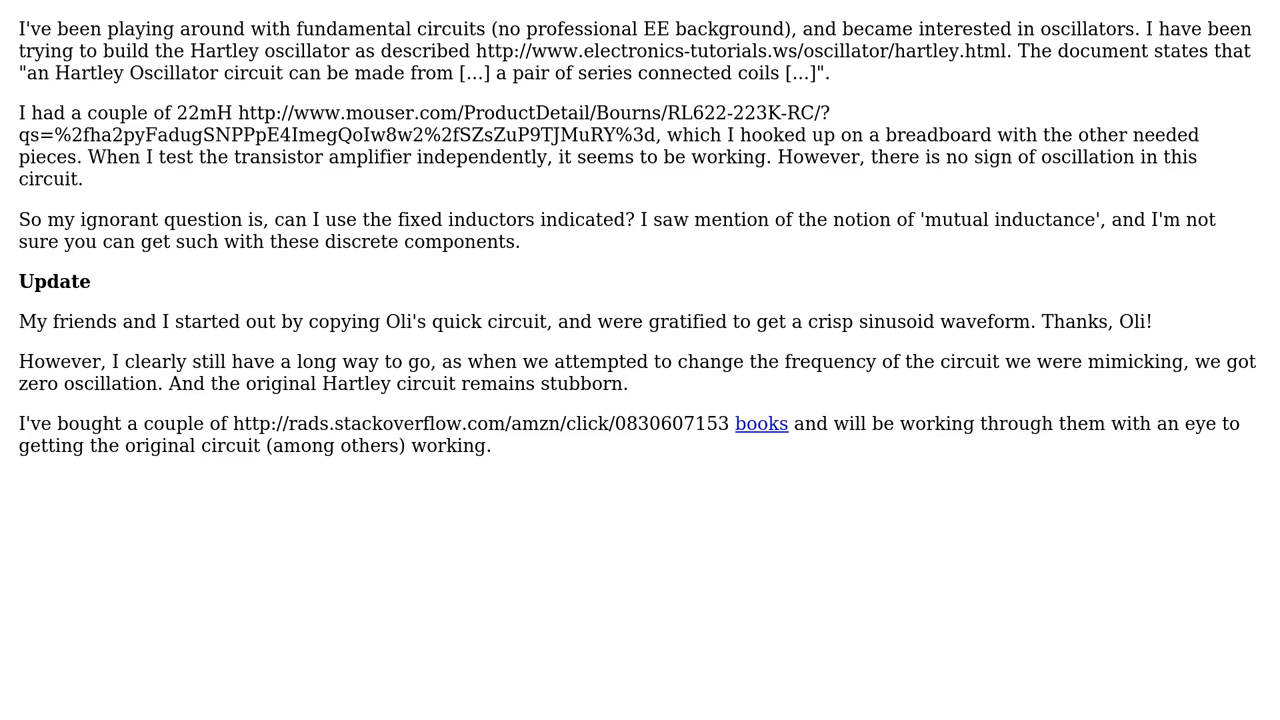 I've been playing around with fundamental circuits (no professional EE background), and became interested in oscillators. I have been
trying to build the Hartley oscillator as described http://www.electronics-tutorials.ws/oscillator/hartley.html. The document states that
"an Hartley Oscillator circuit can be made from [...] a pair of series connected coils [...]".
I had a couple of 22mH http://www.mouser.com/ProductDetail/Bourns/RL622-223K-RC/?
qs=%2fha2pyFadugSNPPpE4ImegQoIw8w2%2fSZsZuP9TJMuRY%3d, which I hooked up on a breadboard with the other needed
pieces. When I test the transistor amplifier independently, it seems to be working. However, there is no sign of oscillation in this
circuit.
So my ignorant question is, can I use the fixed inductors indicated? I saw mention of the notion of 'mutual inductance', and I'm not
sure you can get such with these discrete components.
Update
My friends and I started out by copying Oli's quick circuit, and were gratified to get a crisp sinusoid waveform. Thanks, Oli!
However, I clearly still have a long way to go, as when we attempted to change the frequency of the circuit we were mimicking, we got
zero oscillation. And the original Hartley circuit remains stubborn.
I've bought a couple of http://rads.stackoverflow.com/amzn/click/0830607153 books and will be working through them with an eye to
getting the original circuit (among others) working.